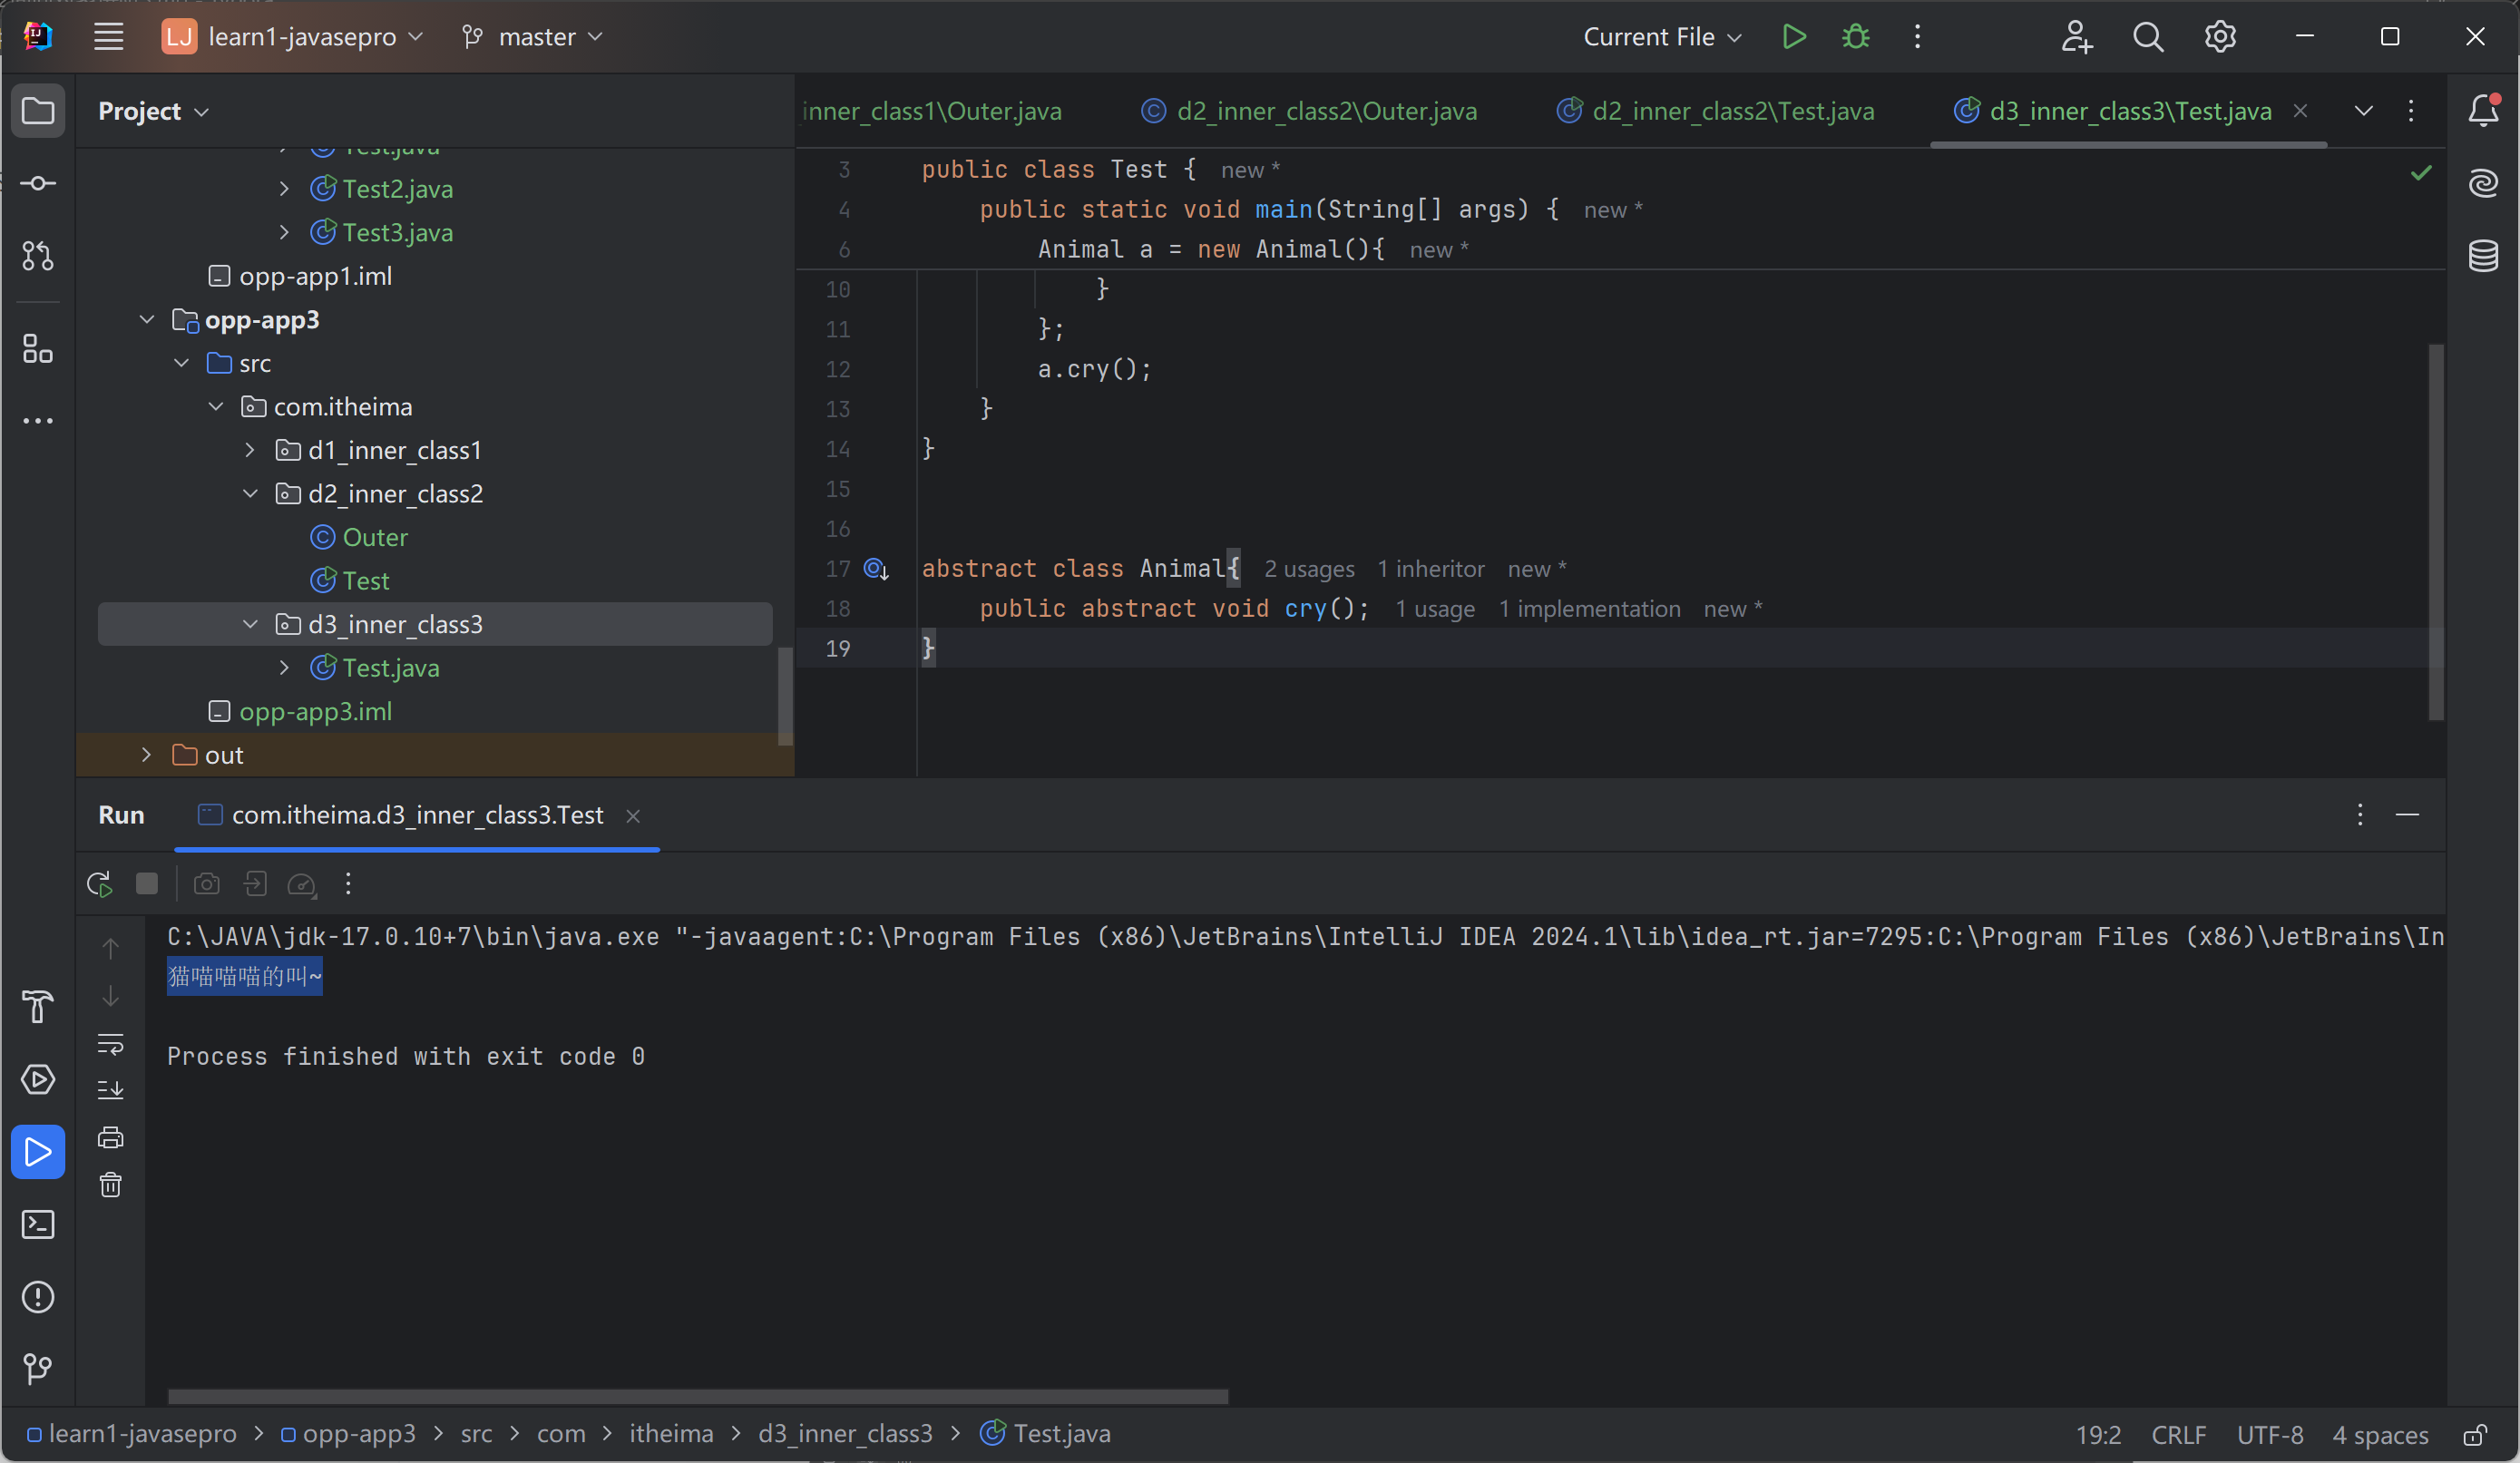 LJ learn1-javasepro master Current File
Project
inner_class1\Outer.java d2_inner_class2\Outer.java d2_inner_class2\Test.java d3_inner_class3\Test.java
Test.java
Test2.java
Test3.java
opp-app1.iml
opp-app3
src
com.itheima
d1_inner_class1
d2_inner_class2
Outer
Test
d3_inner_class3
Test.java
opp-app3.iml
out
3 public class Test { new *
4 public static void main(String[] args) { new *
6 Animal a = new Animal(){ new *
10 }
11 };
12 a.cry();
13 }
14 }
15
16
17 abstract class Animal{ 2 usages 1 inheritor new *
18 public abstract void cry(); 1 usage 1 implementation new *
19 }
Run com.itheima.d3_inner_class3.Test
C:\JAVA\jdk-17.0.10+7\bin\java.exe "-javaagent:C:\Program Files (x86)\JetBrains\IntelliJ IDEA 2024.1\lib\idea_rt.jar=7295:C:\Program Files (x86)\JetBrains\In
猫喵喵喵的叫~
Process finished with exit code 0
learn1-javasepro > opp-app3 > src > com > itheima > d3_inner_class3 > Test.java 19:2 CRLF UTF-8 4 spaces